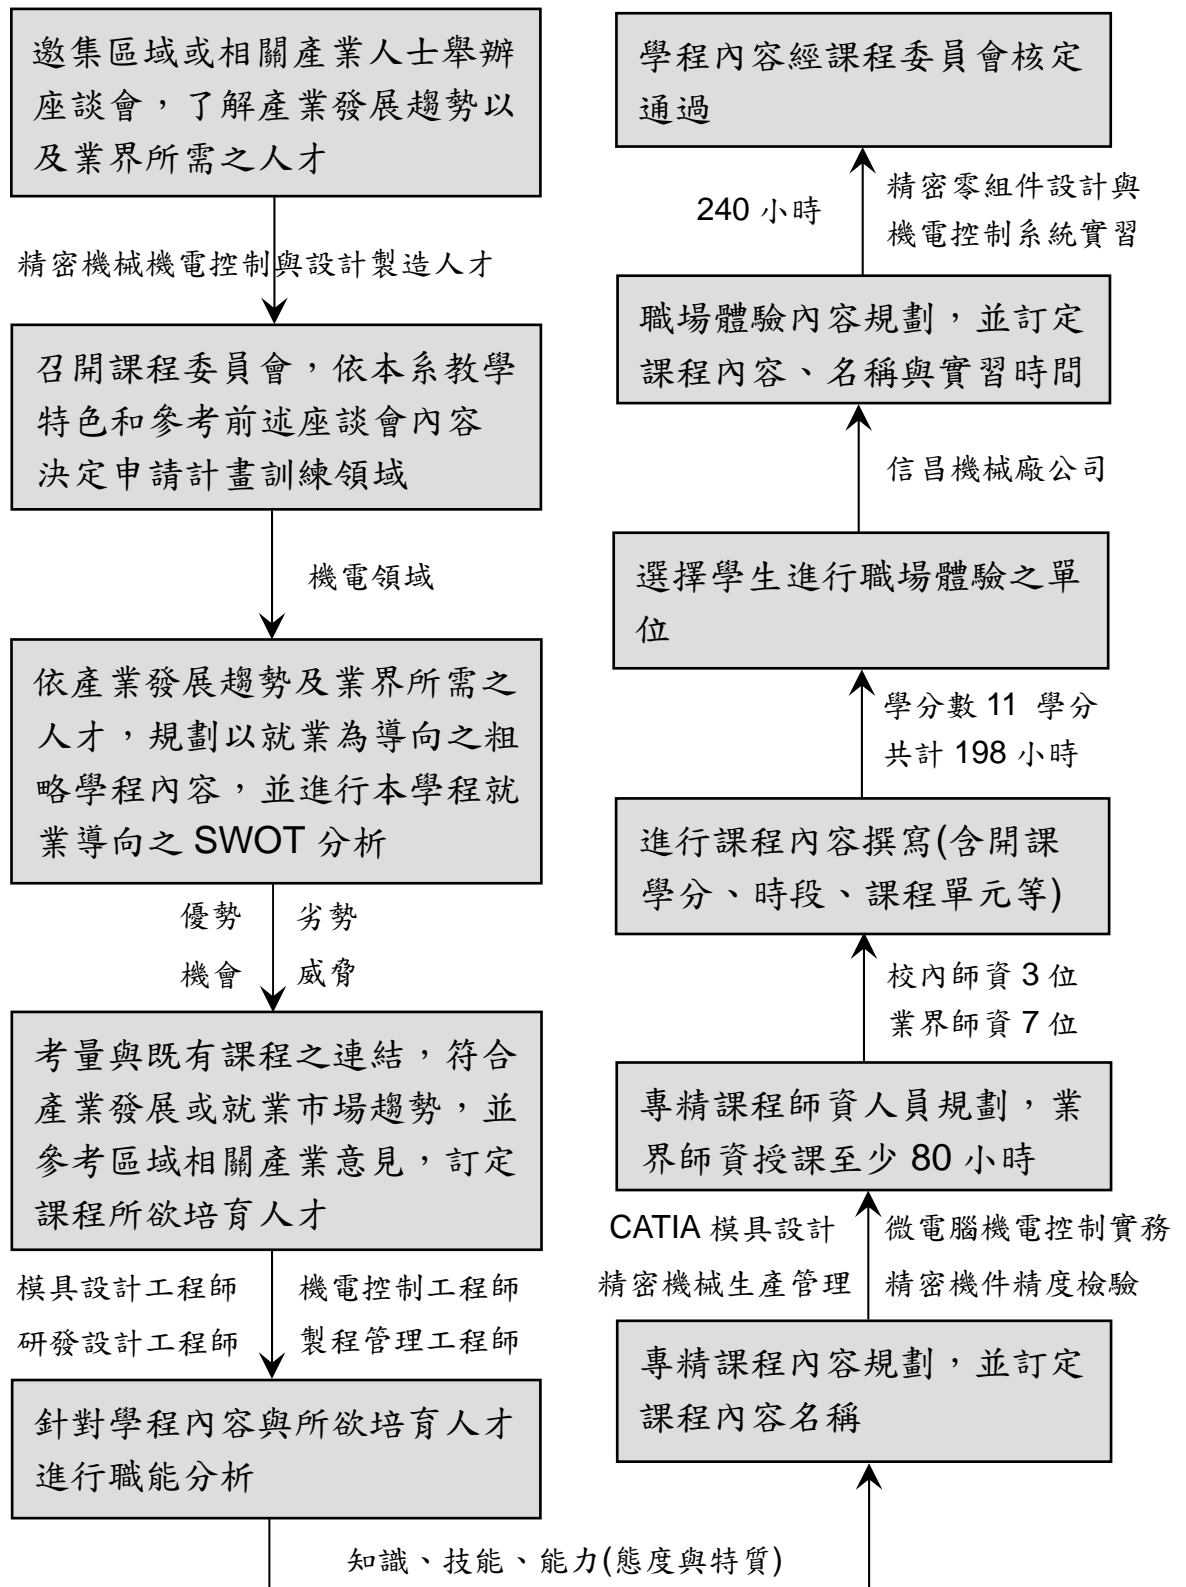 邀集區域或相關產業人士舉辦
座談會，了解產業發展趨勢以
及業界所需之人才
精密機械機電控制與設計製造人才
召開課程委員會，依本系教學
特色和參考前述座談會內容
決定申請計畫訓練領域
機電領域
依產業發展趨勢及業界所需之
人才，規劃以就業為導向之粗
略學程內容，並進行本學程就
業導向之 SWOT 分析
優勢 劣勢
機會 威脅
考量與既有課程之連結，符合
產業發展或就業市場趨勢，並
參考區域相關產業意見，訂定
課程所欲培育人才
模具設計工程師 機電控制工程師
研發設計工程師 製程管理工程師
針對學程內容與所欲培育人才
進行職能分析
知識、技能、能力(態度與特質)
專精課程內容規劃，並訂定
課程內容名稱
CATIA 模具設計 微電腦機電控制實務
精密機械生產管理 精密機件精度檢驗
專精課程師資人員規劃，業
界師資授課至少 80 小時
校內師資 3 位
業界師資 7 位
進行課程內容撰寫(含開課
學分、時段、課程單元等)
學分數 11 學分
共計 198 小時
選擇學生進行職場體驗之單
位
信昌機械廠公司
職場體驗內容規劃，並訂定
課程內容、名稱與實習時間
240 小時
精密零組件設計與
機電控制系統實習
學程內容經課程委員會核定
通過